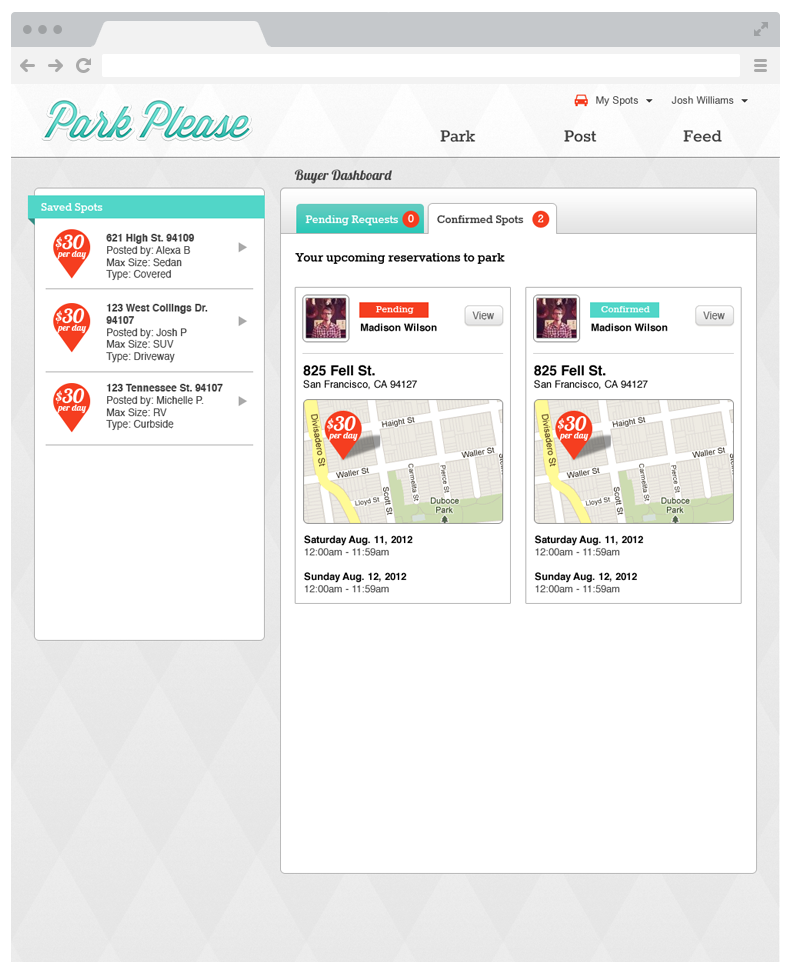 My Spots
Josh Williams
Park Please
Park
Post
Feed
Buyer Dashboard
Saved Spots
$30
per day
621 High St. 94109
Posted by: Alexa B
Max Size: Sedan
Type: Covered
$30
per day
123 West Collings Dr.
94107
Posted by: Josh P
Max Size: SUV
Type: Driveway
$30
per day
123 Tennessee St. 94107
Posted by: Michelle P.
Max Size: RV
Type: Curbside
Pending Requests 0
Confirmed Spots 2
Your upcoming reservations to park
Pending
Madison Wilson
View
825 Fell St.
San Francisco, CA 94127
$30
per day
Divisadero St
Haight St
Waller St
Waller St
Carmelita St
Pierce St
Scott St
Lloyd St
Duboce
Park
Saturday Aug. 11, 2012
12:00am - 11:59am
Sunday Aug. 12, 2012
12:00am - 11:59am
Confirmed
Madison Wilson
View
825 Fell St.
San Francisco, CA 94127
$30
per day
Divisadero St
Haight St
Waller St
Waller St
Carmelita St
Pierce St
Scott St
Lloyd St
Duboce
Park
Saturday Aug. 11, 2012
12:00am - 11:59am
Sunday Aug. 12, 2012
12:00am - 11:59am